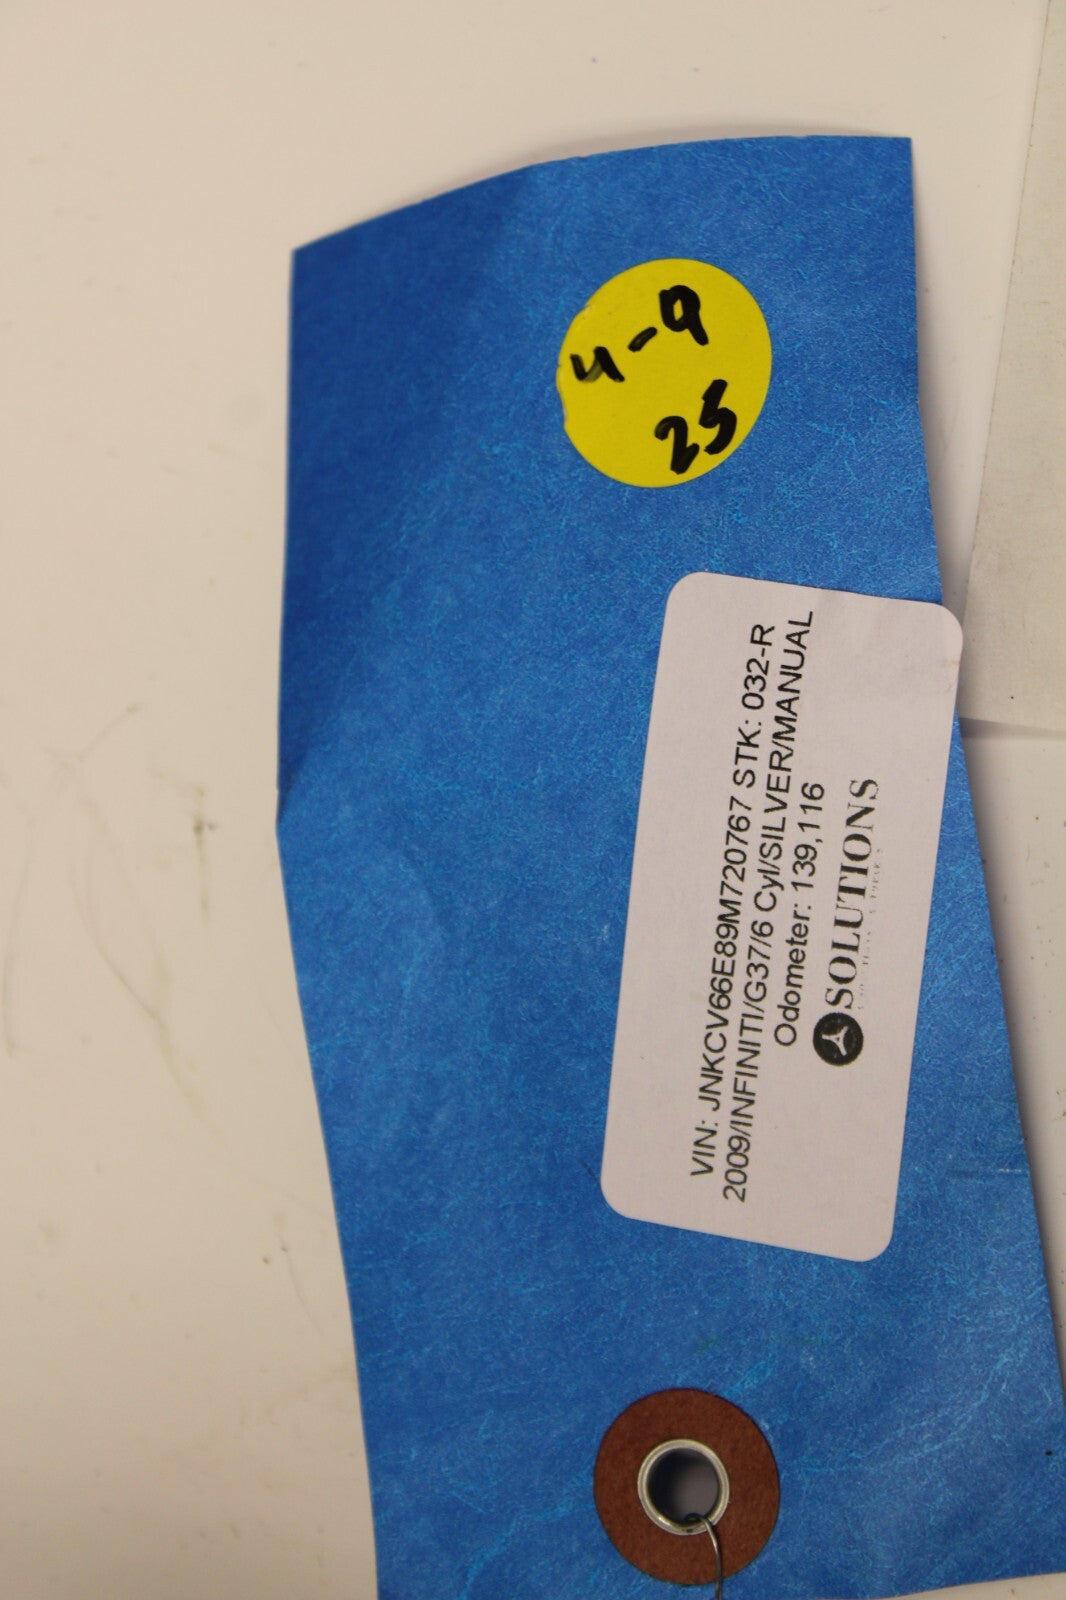 4-9
25
VIN: JNKCV66E89M720767 STK: 032-R
2009/INFINITI/G37/6 Cyl/SILVER/MANUAL
Odometer: 139,116
SOLUTIONS